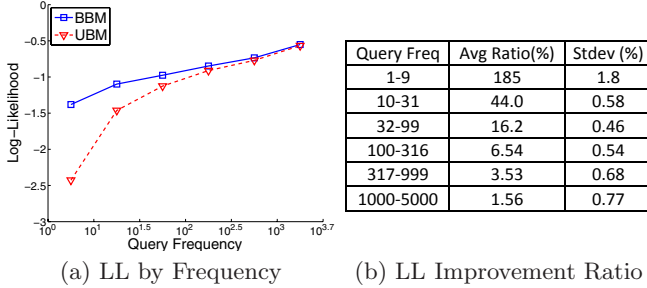 BBM
UBM
0
−0.5
−1
−1.5
−2
−2.5
−3
Log−Likelihood
10^0 10^1 10^1.5 10^2 10^2.5 10^3 10^3.7
Query Frequency
(a) LL by Frequency
Query Freq Avg Ratio(%) Stdev (%)
1-9 185 1.8
10-31 44.0 0.58
32-99 16.2 0.46
100-316 6.54 0.54
317-999 3.53 0.68
1000-5000 1.56 0.77
(b) LL Improvement Ratio